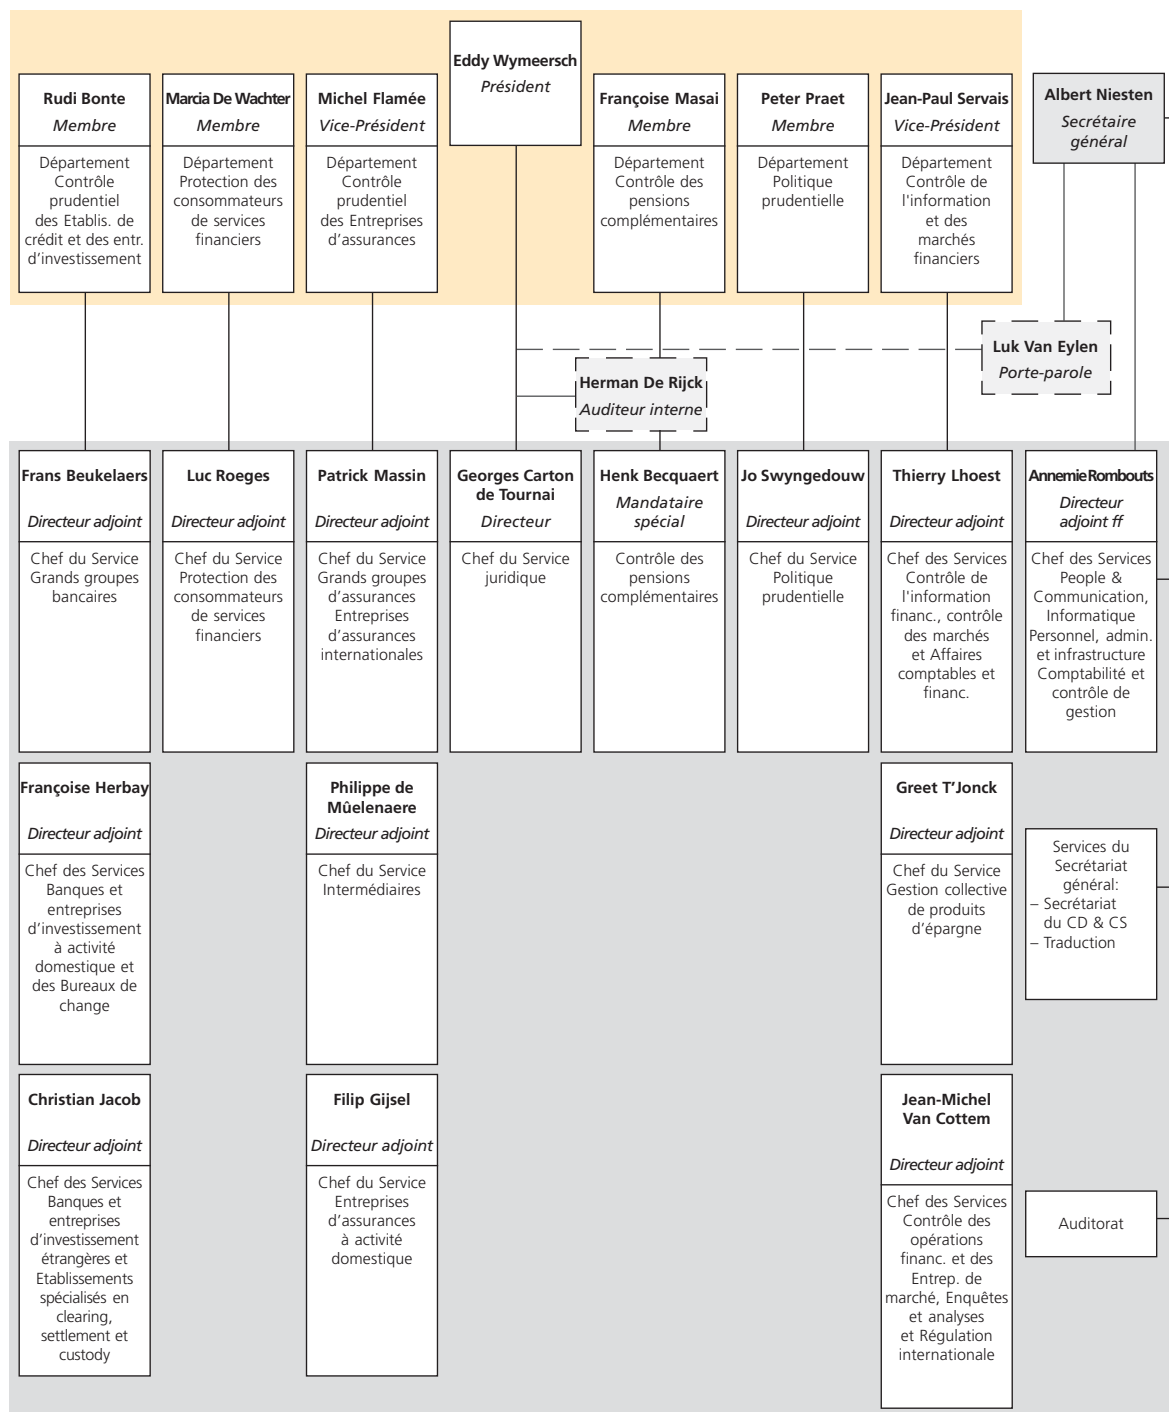 Eddy Wymeersch
Président
Rudi Bonte
Membre
Département
Contrôle
prudentiel
des Etablis. de
crédit et des entr.
d'investissement
Marcia De Wachter
Membre
Département
Protection des
consommateurs
de services
financiers
Michel Flamée
Vice-Président
Département
Contrôle
prudentiel
des Entreprises
d'assurances
Françoise Masai
Membre
Département
Contrôle des
pensions
complémentaires
Peter Praet
Membre
Département
Politique
prudentielle
Jean-Paul Servais
Vice-Président
Département
Contrôle de
l'information
et des
marchés
financiers
Albert Niesten
Secrétaire
général
Luk Van Eylen
Porte-parole
Herman De Rijck
Auditeur interne
Frans Beukelaers
Directeur adjoint
Chef du Service
Grands groupes
bancaires
Luc Roeges
Directeur adjoint
Chef du Service
Protection des
consommateurs
de services
financiers
Patrick Massin
Directeur adjoint
Chef du Service
Grands groupes
d'assurances
Entreprises
d'assurances
internationales
Georges Carton
de Tournai
Directeur
Chef du Service
juridique
Henk Becquaert
Mandataire
spécial
Contrôle des
pensions
complémentaires
Jo Swyngedouw
Directeur adjoint
Chef du Service
Politique
prudentielle
Thierry Lhoest
Directeur adjoint
Chef des Services
Contrôle de
l'information
financ., contrôle
des marchés
et Affaires
comptables et
financ.
Annemie Rombouts
Directeur
adjoint ff
Chef des Services
People &
Communication,
Informatique
Personnel, admin.
et infrastructure
Comptabilité et
contrôle de
gestion
Françoise Herbay
Directeur adjoint
Chef des Services
Banques et
entreprises
d'investissement
à activité
domestique et
des Bureaux de
change
Philippe de
Mûelenaere
Directeur adjoint
Chef du Service
Intermédiaires
Greet T'Jonck
Directeur adjoint
Chef du Service
Gestion collective
de produits
d'épargne
Services du
Secrétariat
général:
– Secrétariat
du CD & CS
– Traduction
Christian Jacob
Directeur adjoint
Chef des Services
Banques et
entreprises
d'investissement
étrangères et
Etablissements
spécialisés en
clearing,
settlement et
custody
Filip Gijsel
Directeur adjoint
Chef du Service
Entreprises
d'assurances
à activité
domestique
Jean-Michel
Van Cottem
Directeur adjoint
Chef des Services
Contrôle des
opérations
financ. et des
Entrep. de
marché, Enquêtes
et analyses
et Régulation
internationale
Auditorat